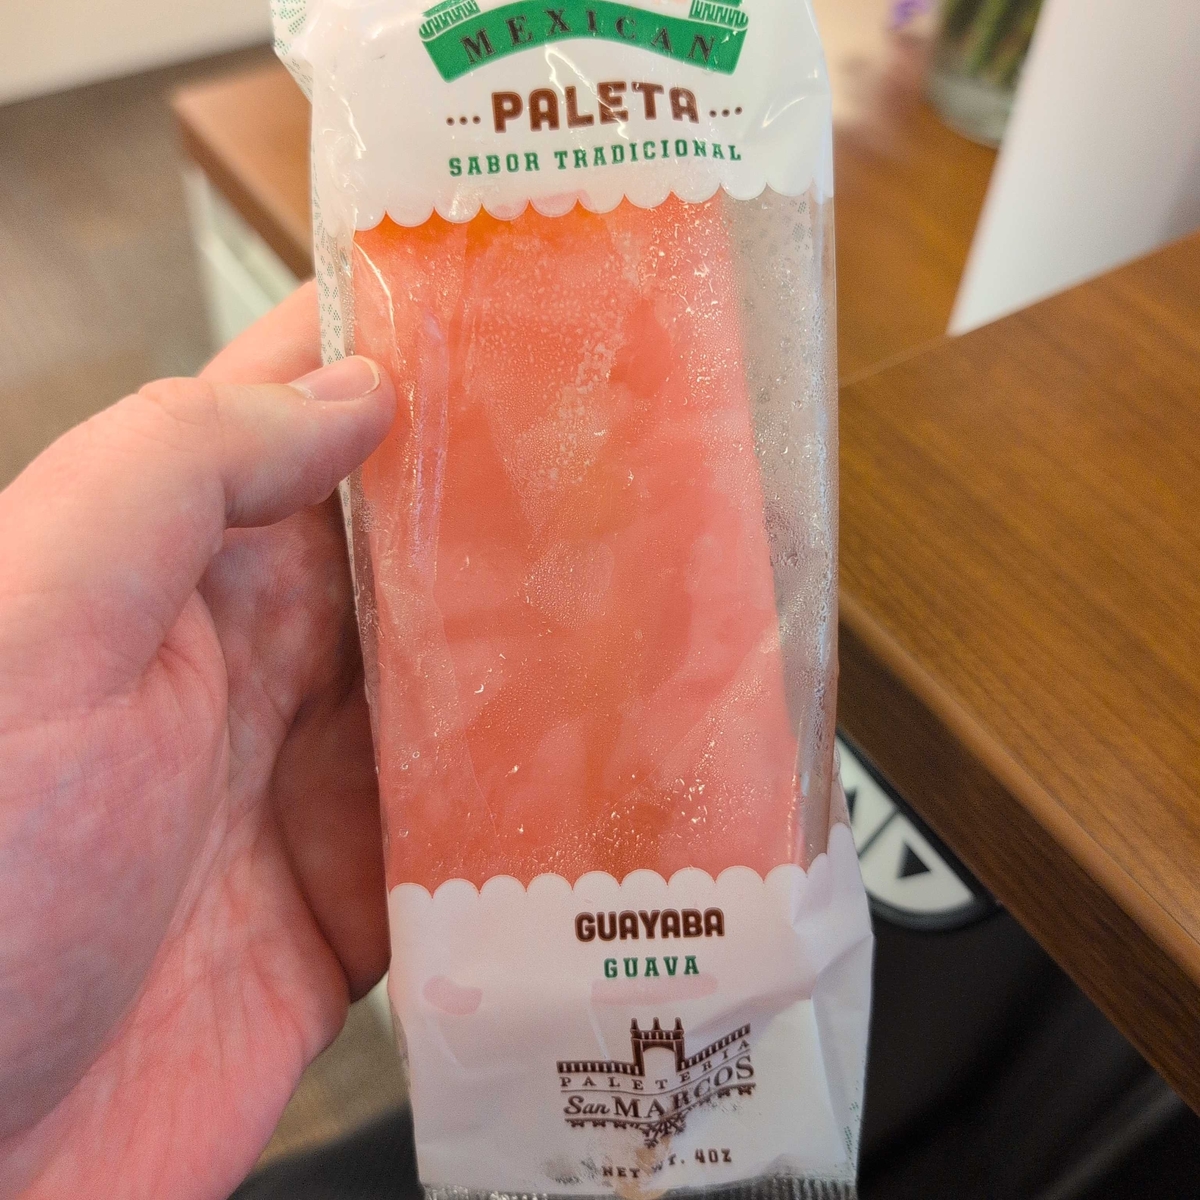 MEXICAN
...PALETA...
SABOR TRADICIONAL
GUAYABA
GUAVA
PALETERIA
San MARCOS
NET WT. 4OZ